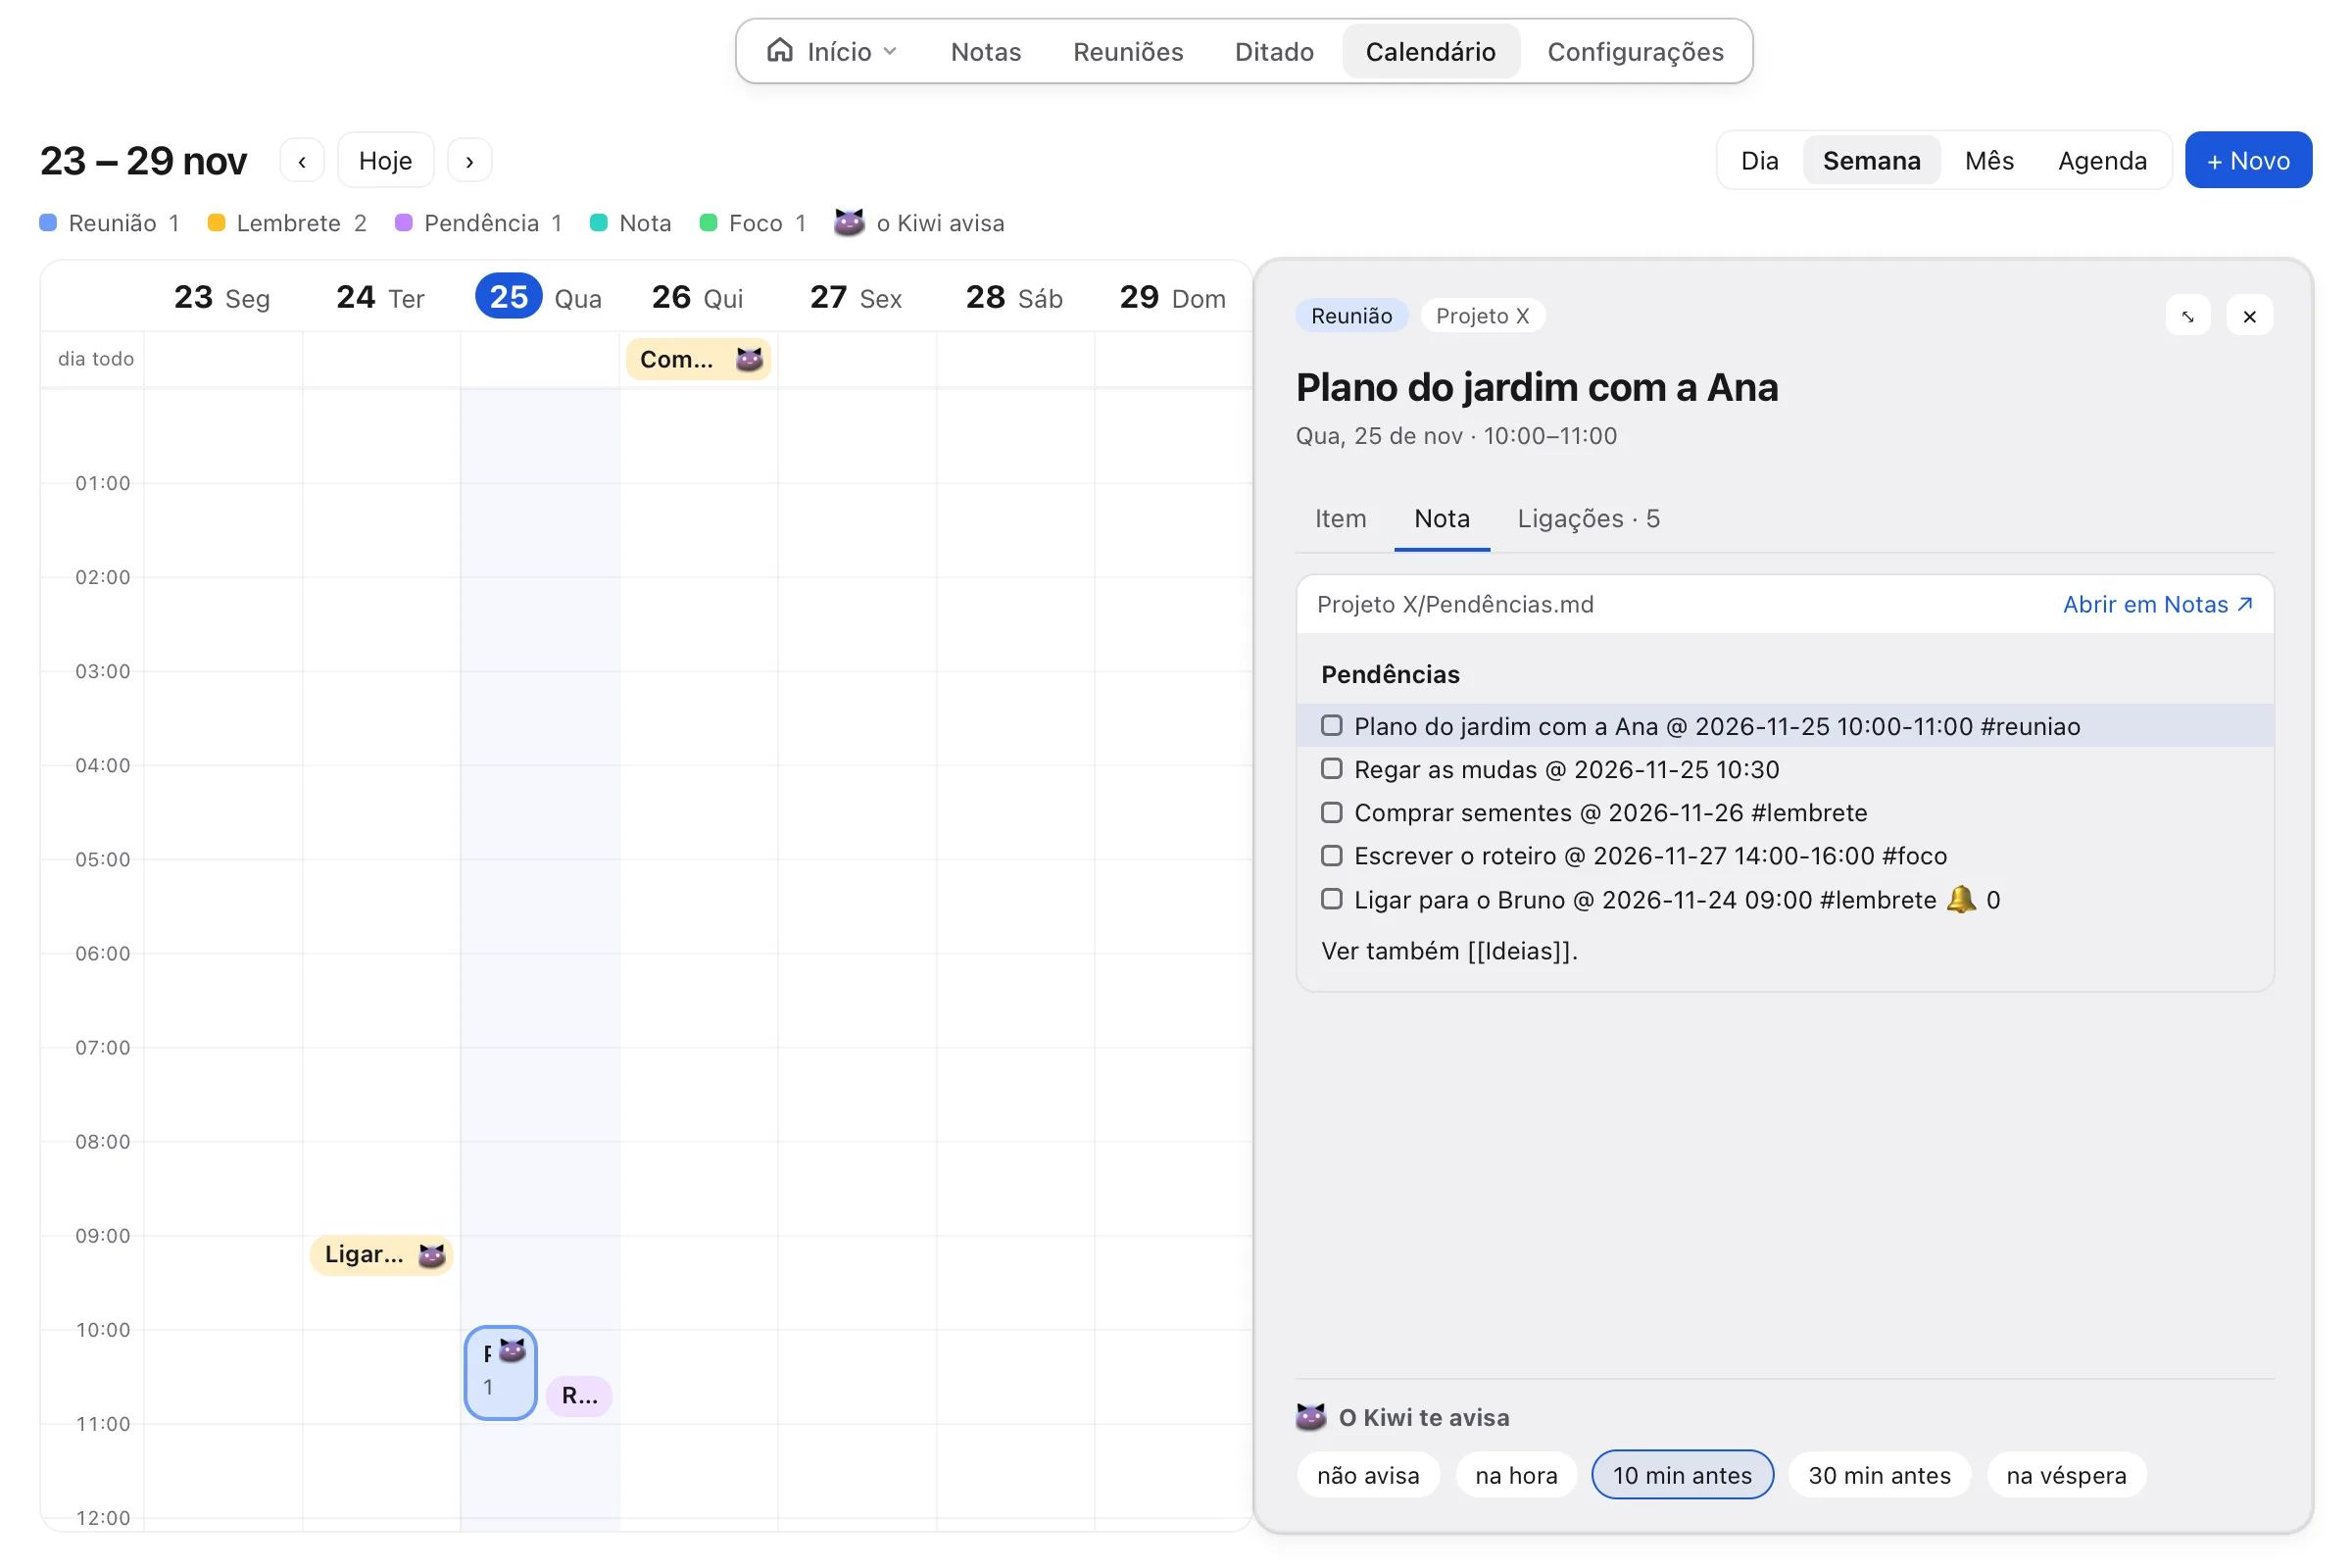 Início Notas Reuniões Ditado Calendário Configurações
23 – 29 nov ‹ Hoje › Dia Semana Mês Agenda + Novo
Reunião 1 Lembrete 2 Pendência 1 Nota Foco 1 o Kiwi avisa
23 Seg 24 Ter 25 Qua 26 Qui 27 Sex 28 Sáb 29 Dom
dia todo Com...
01:00
02:00
03:00
04:00
05:00
06:00
07:00
08:00
09:00
Ligar...
10:00
1
R...
11:00
12:00
Reunião Projeto X
Plano do jardim com a Ana
Qua, 25 de nov · 10:00–11:00
Item Nota Ligações · 5
Projeto X/Pendências.md Abrir em Notas ↗
Pendências
Plano do jardim com a Ana @ 2026-11-25 10:00-11:00 #reuniao
Regar as mudas @ 2026-11-25 10:30
Comprar sementes @ 2026-11-26 #lembrete
Escrever o roteiro @ 2026-11-27 14:00-16:00 #foco
Ligar para o Bruno @ 2026-11-24 09:00 #lembrete 🔔 0
Ver também [[Ideias]].
O Kiwi te avisa
não avisa na hora 10 min antes 30 min antes na véspera